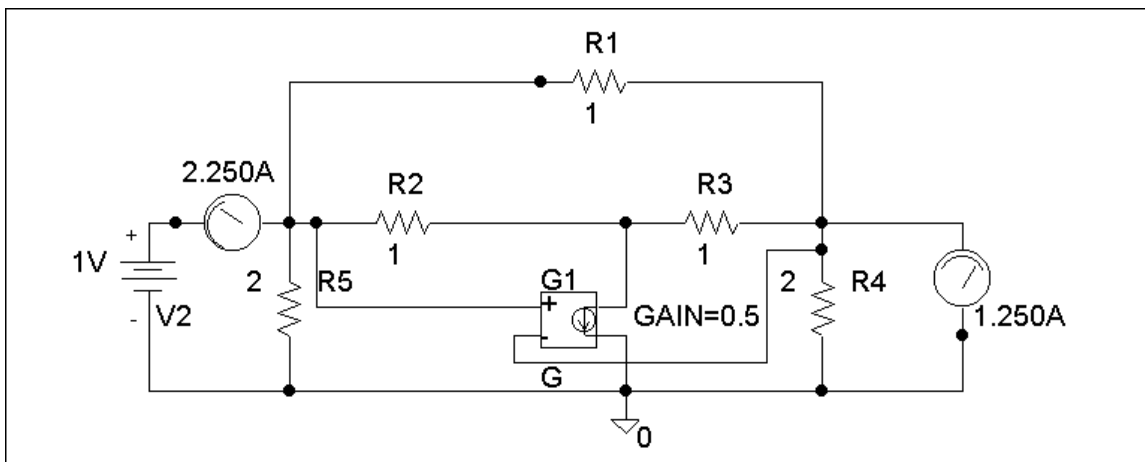 R1
1
2.250A
R2
R3
1
1
+
1V
-
V2
2
R5
G1
+
-
GAIN=0.5
G
2
R4
1.250A
0